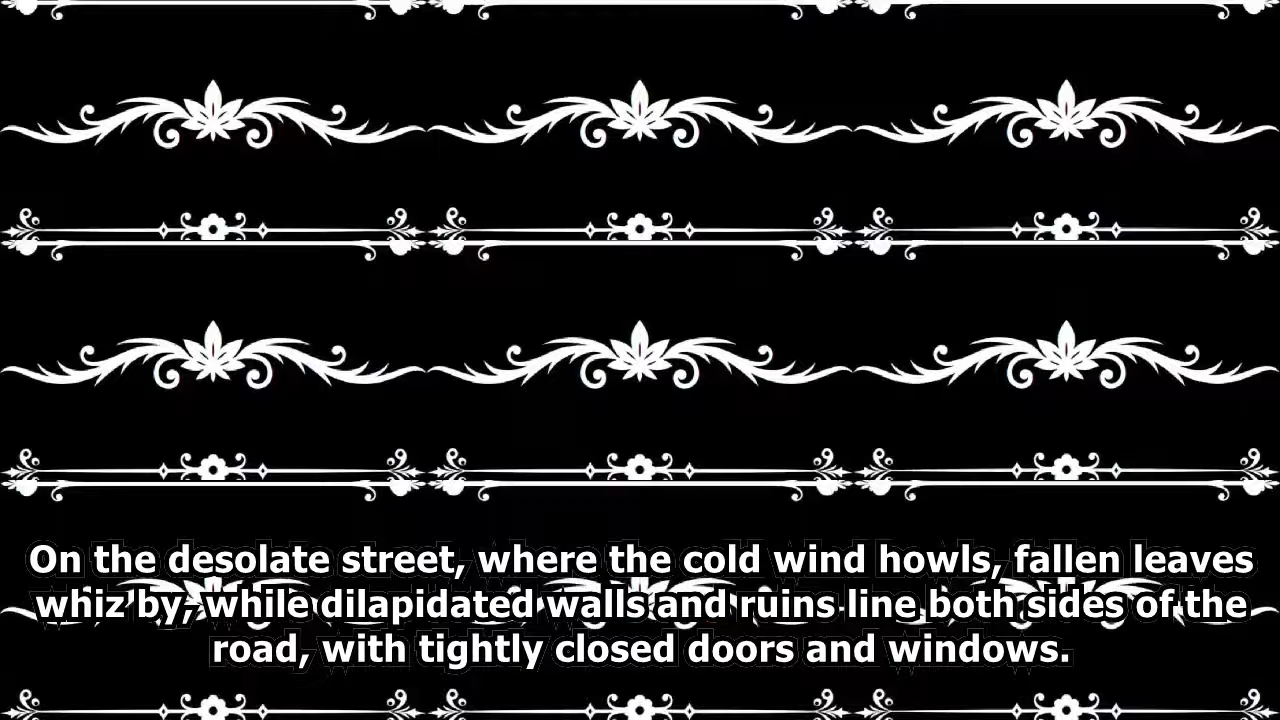 On the desolate street, where the cold wind howls, fallen leaves
whiz by, while dilapidated walls and ruins line both sides of the
road, with tightly closed doors and windows.